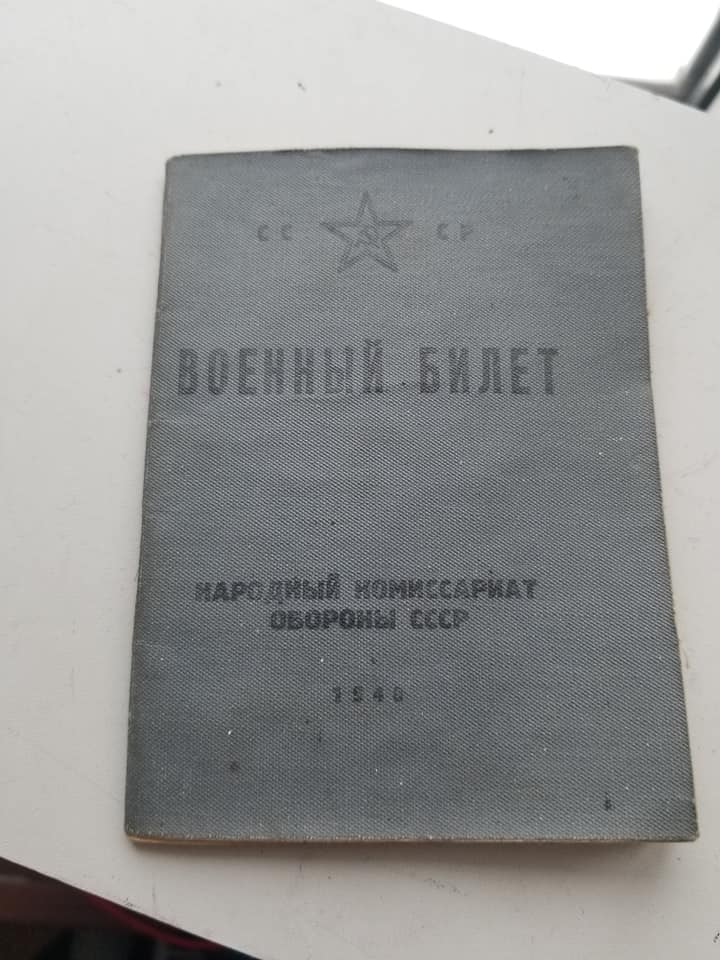 СС СР
ВОЕННЫЙ БИЛЕТ
НАРОДНЫЙ КОМИССАРИАТ
ОБОРОНЫ СССР
1940